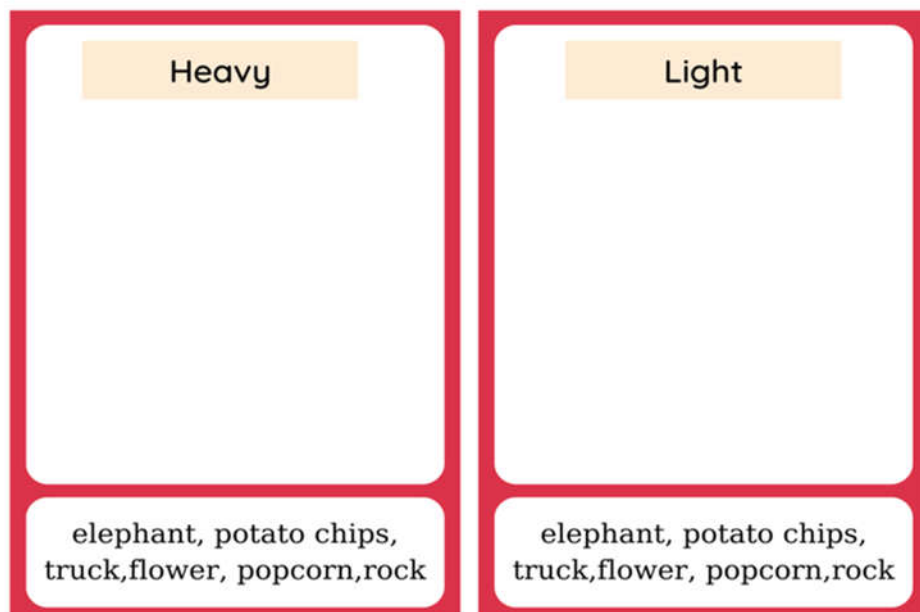 Heavy
elephant, potato chips,
truck,flower, popcorn,rock
Light
elephant, potato chips,
truck,flower, popcorn,rock